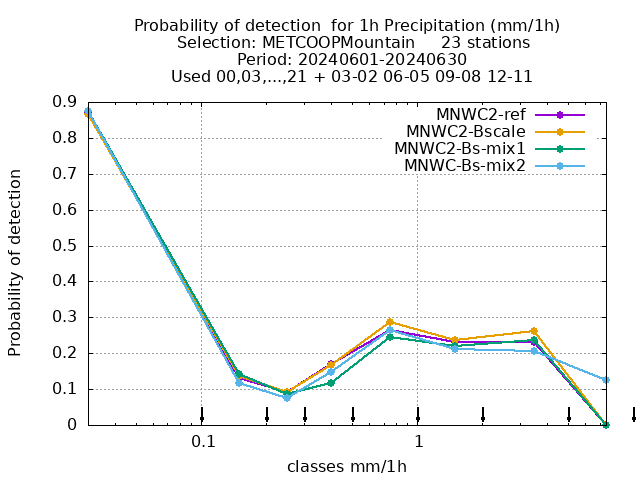 Probability of detection  for 1h Precipitation (mm/1h)
Selection: METCOOPMountain     23 stations
Period: 20240601-20240630
Used 00,03,...,21 + 03-02 06-05 09-08 12-11
MNWC2-ref
MNWC2-Bscale
MNWC2-Bs-mix1
MNWC-Bs-mix2
Probability of detection
0.9
0.8
0.7
0.6
0.5
0.4
0.3
0.2
0.1
0
0.1
1
classes mm/1h